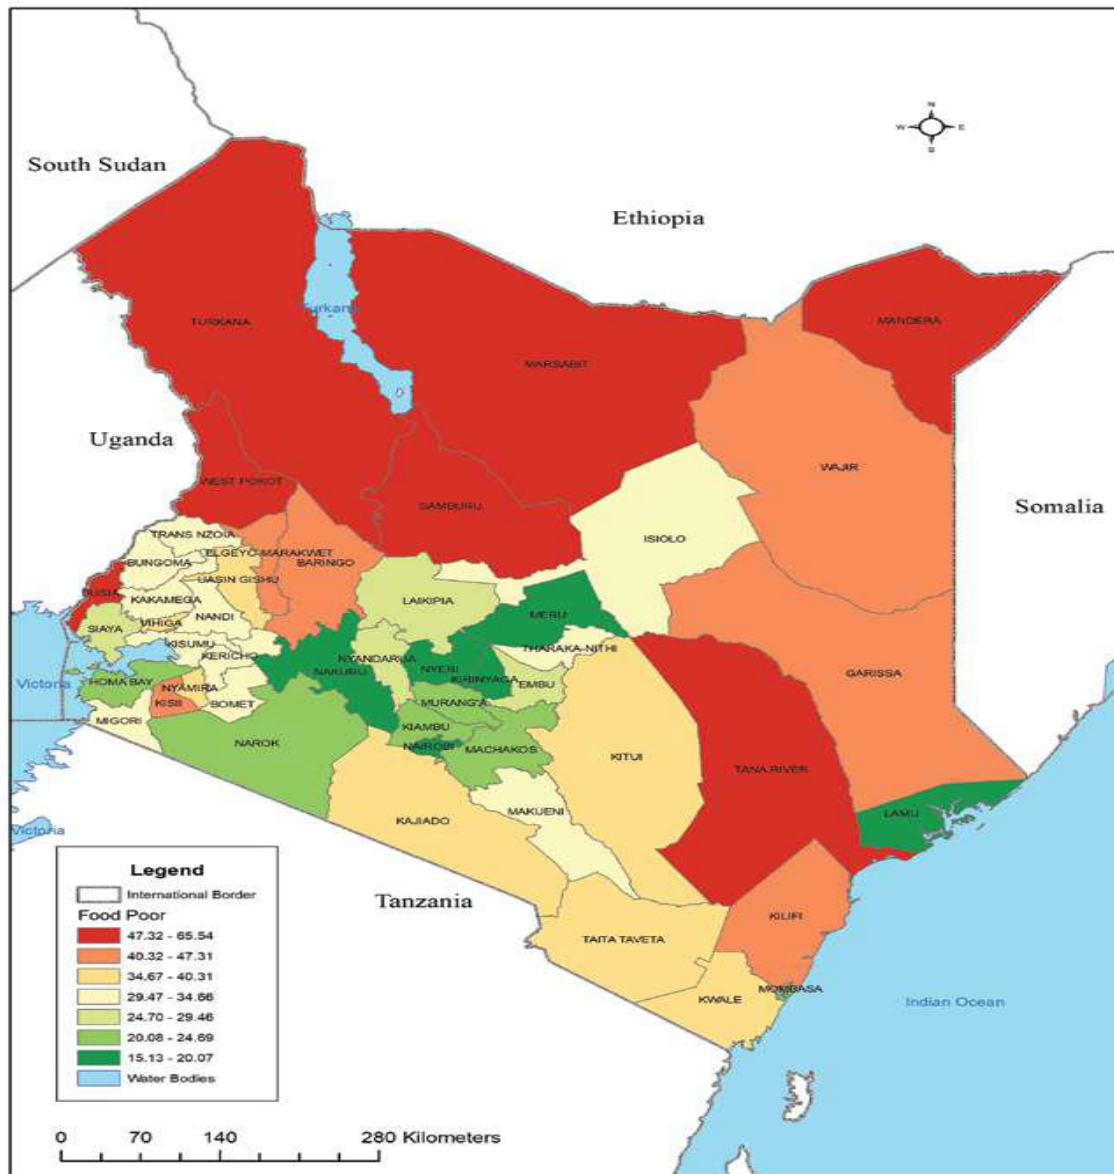 N
W E
S
South Sudan
Ethiopia
Turkana
TURKANA
MANDERA
MARSABIT
Uganda
WAJIR
WEST POKOT
SAMBURU
Somalia
TRANS NZOIA
ISIOLO
ELGEYO-MARAKWET
BUNGOMA
BARINGO
UASIN GISHU
BUSIA
KAKAMEGA
LAIKIPIA
MERU
NANDI
VIHIGA
SIAYA
KISUMU
THARAKA-NITHI
KERICHO
NYANDARUA
NYERI
NAKURU
GARISSA
KIRINYAGA
HOMA BAY
Victoria
NYAMIRA
EMBU
KISII
BOMET
MURANG'A
MIGORI
KIAMBU
NAROK
NAIROBI
MACHAKOS
KITUI
TANA RIVER
MAKUENI
LAMU
KAJIADO
Victoria
Tanzania
KILIFI
TAITA TAVETA
MOMBASA
KWALE
Indian Ocean
Legend
International Border
Food Poor
47.32 - 65.54
40.32 - 47.31
34.67 - 40.31
29.47 - 34.66
24.70 - 29.46
20.08 - 24.69
15.13 - 20.07
Water Bodies
0 70 140 280 Kilometers